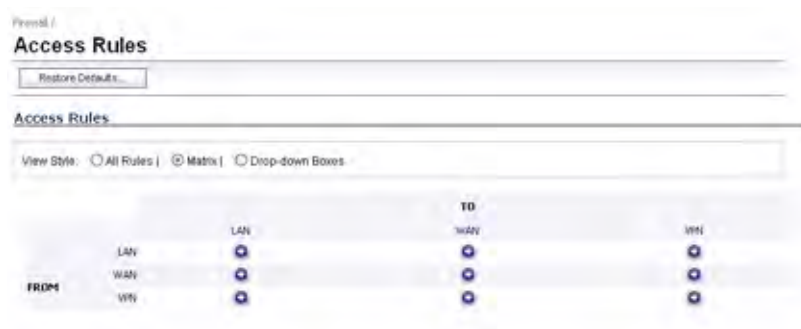 Firewall /
Access Rules
Restore Defaults...
Access Rules
View Style: All Rules | Matrix | Drop-down Boxes
TO
LAN WAN VPN
LAN
WAN
FROM
VPN